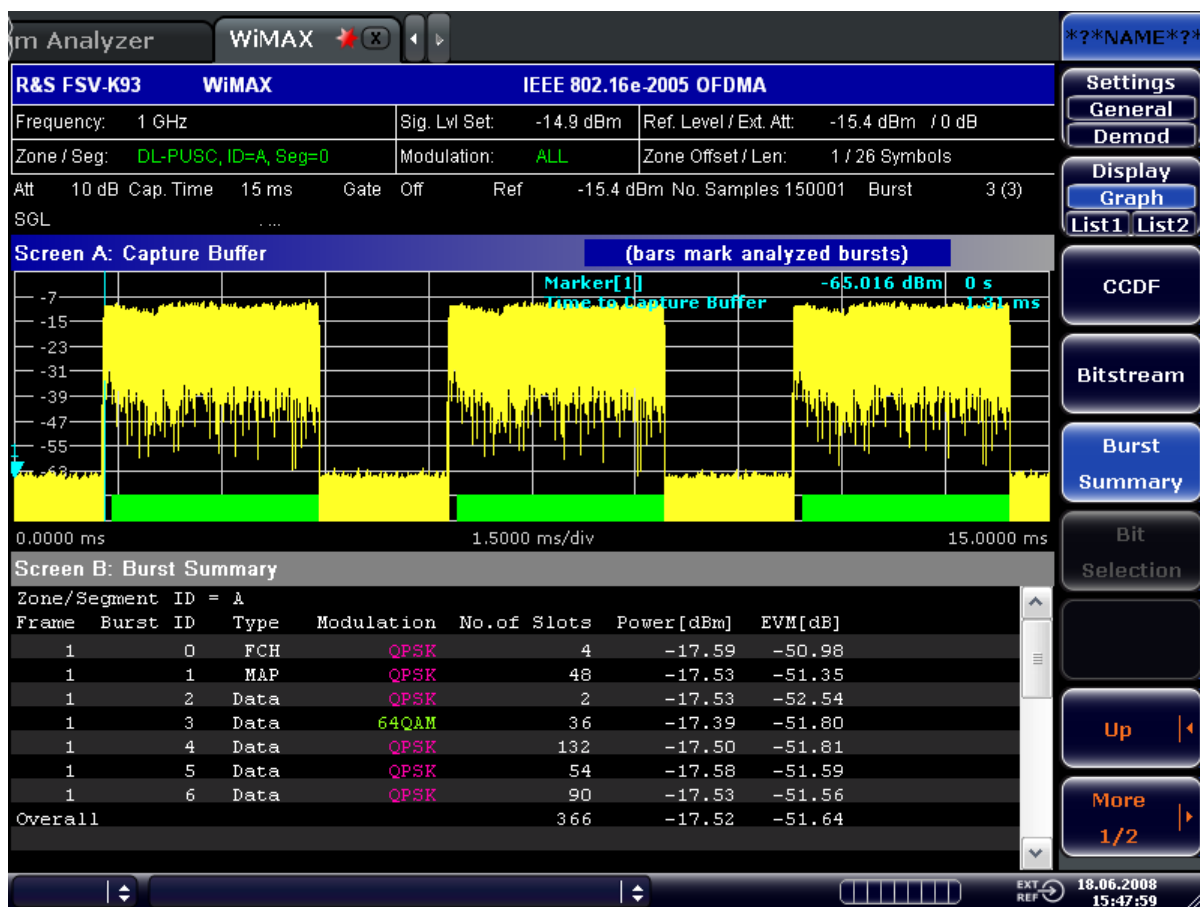 m Analyzer WiMAX X
*?*NAME*?*
R&S FSV-K93 WiMAX IEEE 802.16e-2005 OFDMA
Frequency: 1 GHz Sig. Lvl Set: -14.9 dBm Ref. Level / Ext. Att: -15.4 dBm / 0 dB
Zone / Seg: DL-PUSC, ID=A, Seg=0 Modulation: ALL Zone Offset / Len: 1 / 26 Symbols
Att 10 dB Cap. Time 15 ms Gate Off Ref -15.4 dBm No. Samples 150001 Burst 3 (3)
SGL . ...
Screen A: Capture Buffer (bars mark analyzed bursts)
Marker[1] -65.016 dBm 0 s
Time to Capture Buffer 1.31 ms
-7
-15
-23
-31
-39
-47
-55
-63
0.0000 ms 1.5000 ms/div 15.0000 ms
Screen B: Burst Summary
Zone/Segment ID = A
Frame Burst ID Type Modulation No.of Slots Power[dBm] EVM[dB]
1 0 FCH QPSK 4 -17.59 -50.98
1 1 MAP QPSK 48 -17.53 -51.35
1 2 Data QPSK 2 -17.53 -52.54
1 3 Data 64QAM 36 -17.39 -51.80
1 4 Data QPSK 132 -17.50 -51.81
1 5 Data QPSK 54 -17.58 -51.59
1 6 Data QPSK 90 -17.53 -51.56
Overall 366 -17.52 -51.64
Settings
General
Demod
Display
Graph
List1 List2
CCDF
Bitstream
Burst
Summary
Bit
Selection
Up
More
1/2
EXT
REF
18.06.2008
15:47:59